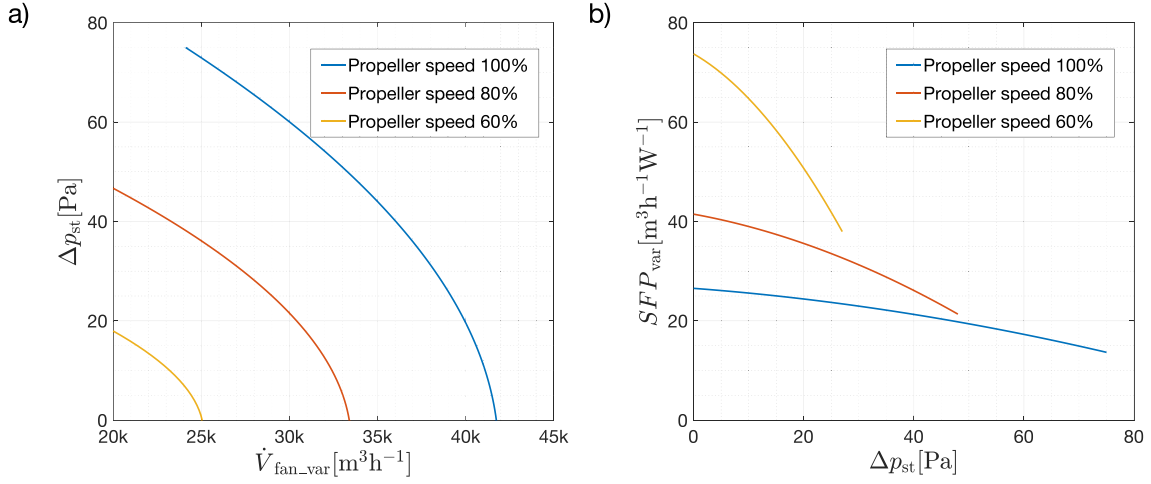 a)
80
60
40
20
0
20k 25k 30k 35k 40k 45k
Δp_st[Pa]
V̇_fan_var[m³h⁻¹]
Propeller speed 100%
Propeller speed 80%
Propeller speed 60%
b)
80
60
40
20
0
0 20 40 60 80
SFP_var[m³h⁻¹W⁻¹]
Δp_st[Pa]
Propeller speed 100%
Propeller speed 80%
Propeller speed 60%